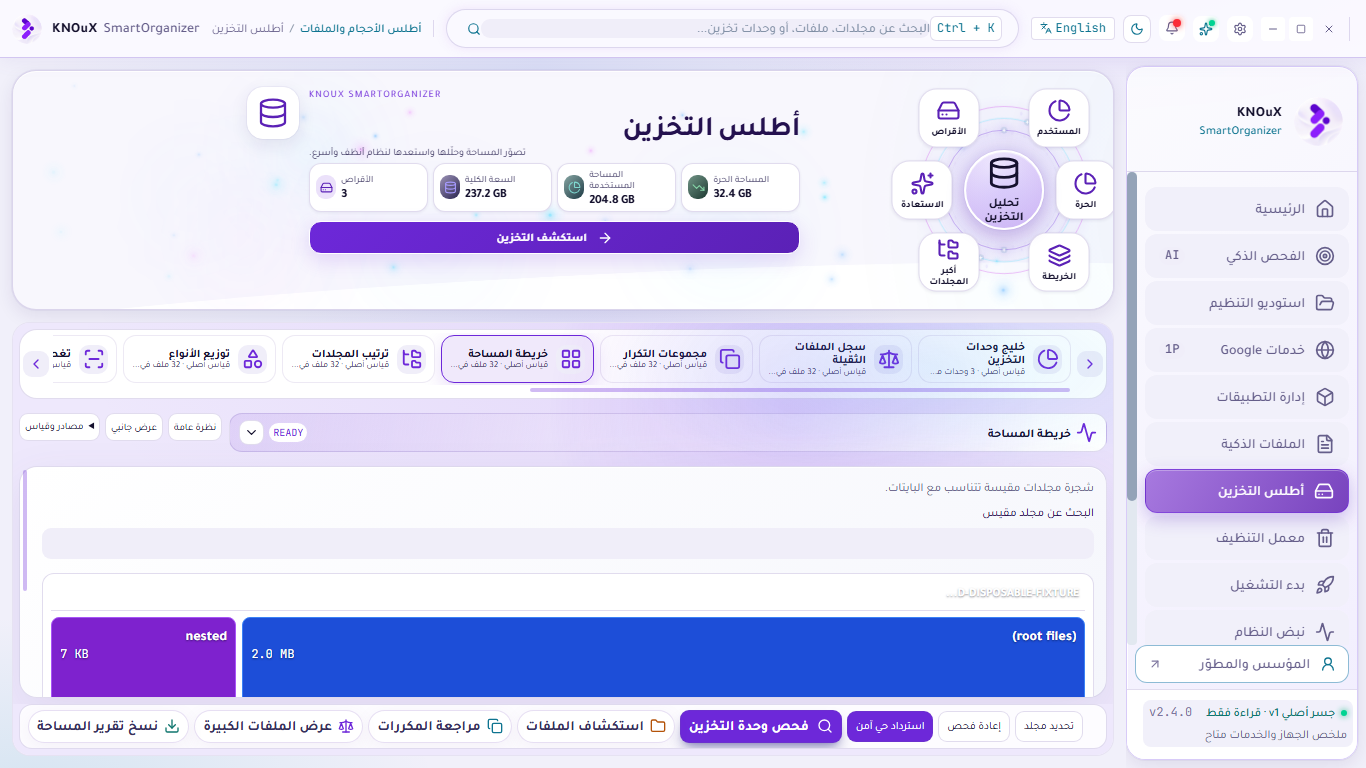 KNOuX SmartOrganizer
أطلس التخزين / أطلس الأحجام والملفات
البحث عن مجلدات، ملفات، أو وحدات تخزين...
Ctrl + K
English
KNOuX
SmartOrganizer
الرئيسية
الفحص الذكي
AI
استوديو التنظيم
خدمات Google
1P
إدارة التطبيقات
الملفات الذكية
أطلس التخزين
معمل التنظيف
بدء التشغيل
نبض النظام
المؤسس والمطوّر
جسر أصلي v1 · قراءة فقط
v2.4.0
ملخص الجهاز والخدمات متاح
KNOUX SMARTORGANIZER
أطلس التخزين
تصوّر المساحة وحلّلها واستعدها لنظام أنظف وأسرع.
المساحة الحرة
32.4 GB
المساحة المستخدمة
204.8 GB
السعة الكلية
237.2 GB
الأقراص
3
استكشف التخزين
المستخدم
الأقراص
الحرة
تحليل التخزين
الاستعادة
الخريطة
أكبر المجلدات
خليج وحدات التخزين
قياس أصلي · 3 وحدات م...
سجل الملفات الثقيلة
قياس أصلي · 32 ملف في...
مجموعات التكرار
قياس أصلي · 32 ملف في...
خريطة المساحة
قياس أصلي · 32 ملف في...
ترتيب المجلدات
قياس أصلي · 32 ملف في...
توزيع الأنواع
قياس أصلي · 32 ملف في...
خريطة المساحة
READY
نظرة عامة
عرض جانبي
مصادر وقياس
شجرة مجلدات مقيسة تتناسب مع البايتات.
البحث عن مجلد مقيس
...D-DISPOSABLE-FIXTURE
(root files)
2.0 MB
nested
7 KB
تحديد مجلد
إعادة فحص
استرداد حي آمن
فحص وحدة التخزين
استكشاف الملفات
مراجعة المكررات
عرض الملفات الكبيرة
نسخ تقرير المساحة